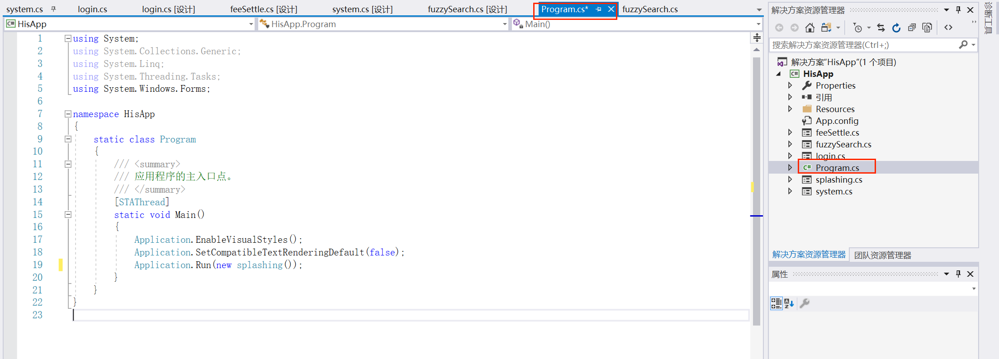 system.cs login.cs login.cs [设计] feeSettle.cs [设计] system.cs [设计] fuzzySearch.cs [设计] Program.cs* fuzzySearch.cs
C# HisApp HisApp.Program Main()
1 using System;
2 using System.Collections.Generic;
3 using System.Linq;
4 using System.Threading.Tasks;
5 using System.Windows.Forms;
6
7 namespace HisApp
8 {
9 static class Program
10 {
11 /// <summary>
12 /// 应用程序的主入口点。
13 /// </summary>
14 [STAThread]
15 static void Main()
16 {
17 Application.EnableVisualStyles();
18 Application.SetCompatibleTextRenderingDefault(false);
19 Application.Run(new splashing());
20 }
21 }
22 }
23
解决方案资源管理器
搜索解决方案资源管理器(Ctrl+;)
解决方案"HisApp"(1 个项目)
C# HisApp
Properties
引用
Resources
App.config
feeSettle.cs
fuzzySearch.cs
login.cs
C# Program.cs
splashing.cs
system.cs
解决方案资源管理器 团队资源管理器
属性
诊断工具